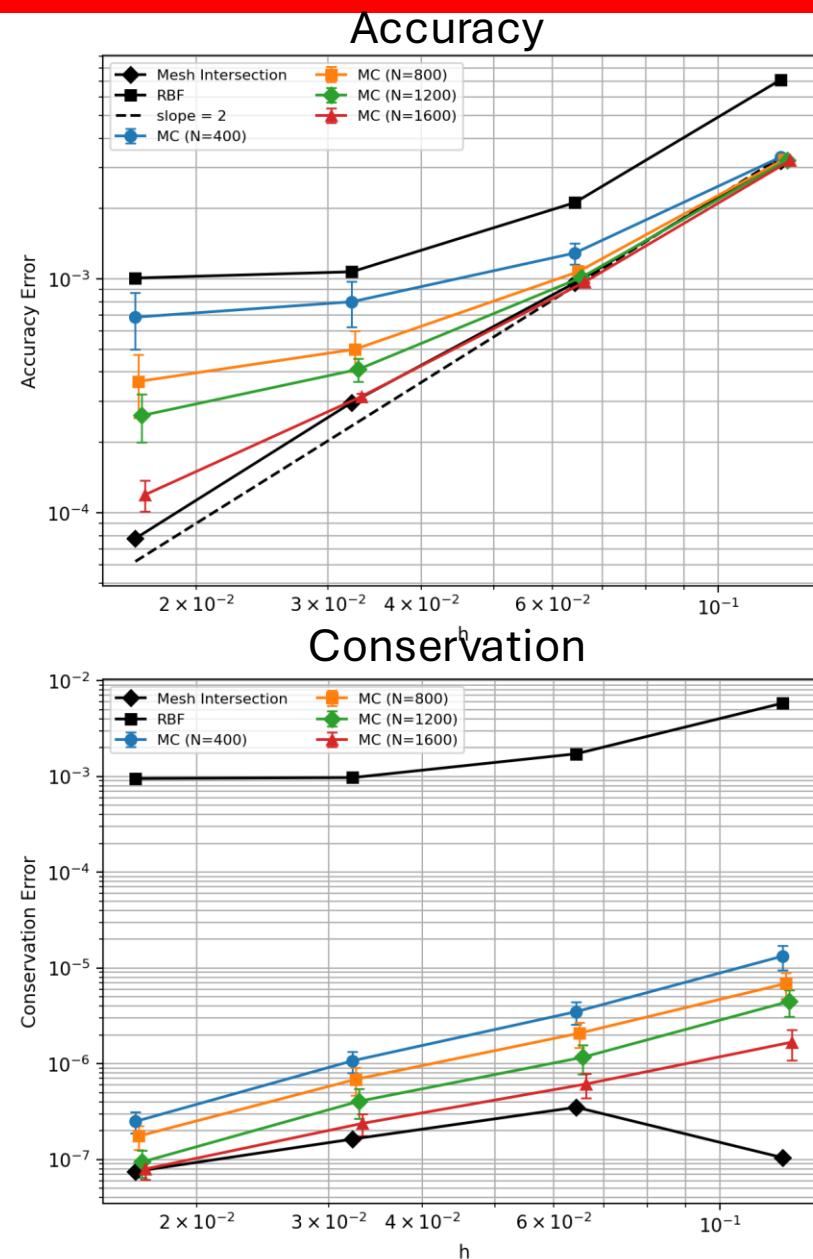 Accuracy
Mesh Intersection
RBF
slope = 2
MC (N=400)
MC (N=800)
MC (N=1200)
MC (N=1600)
Accuracy Error
10⁻³
10⁻⁴
2 × 10⁻²
3 × 10⁻²
4 × 10⁻²
6 × 10⁻²
10⁻¹
h
Conservation
Mesh Intersection
RBF
MC (N=400)
MC (N=800)
MC (N=1200)
MC (N=1600)
Conservation Error
10⁻²
10⁻³
10⁻⁴
10⁻⁵
10⁻⁶
10⁻⁷
2 × 10⁻²
3 × 10⁻²
4 × 10⁻²
6 × 10⁻²
10⁻¹
h